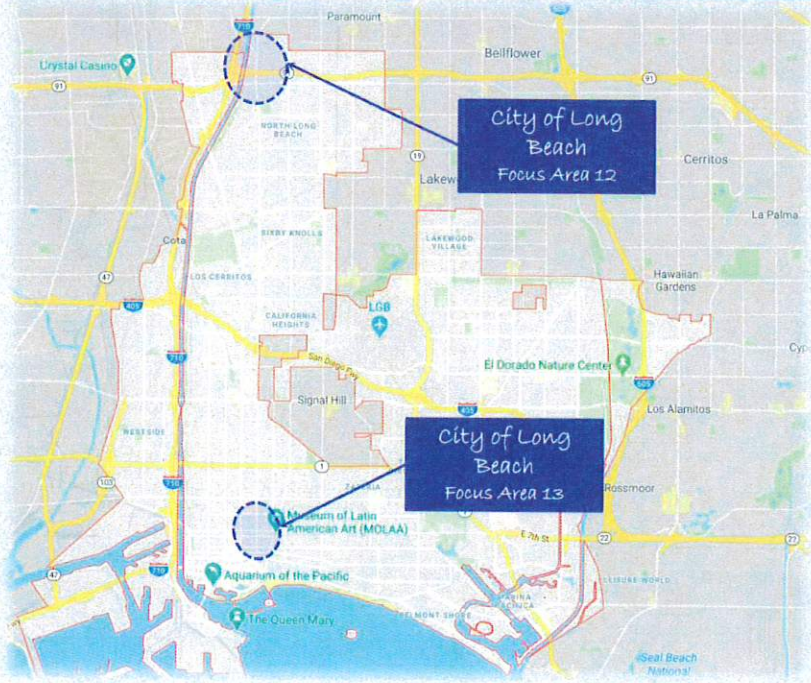 710
605
Paramount
Bellflower
Crystal Casino
91
91
City of Long
Beach
Focus Area 12
NORTH LONG
BEACH
19
Cerritos
La Palma
Cota
BIXBY KNOLLS
LAKEWOOD
VILLAGE
LOS CERRITOS
47
Hawaiian
Gardens
405
CALIFORNIA
HEIGHTS
LGB
710
San Diego Fwy
El Dorado Nature Center
605
Signal Hill
405
Los Alamitos
WESTSIDE
City of Long
Beach
Focus Area 13
1
103
710
Rossmoor
Museum of Latin
American Art (MOLAA)
E 7th St
22
22
47
710
Aquarium of the Pacific
LEISURE WORLD
The Queen Mary
BELMONT SHORE
Seal Beach
National